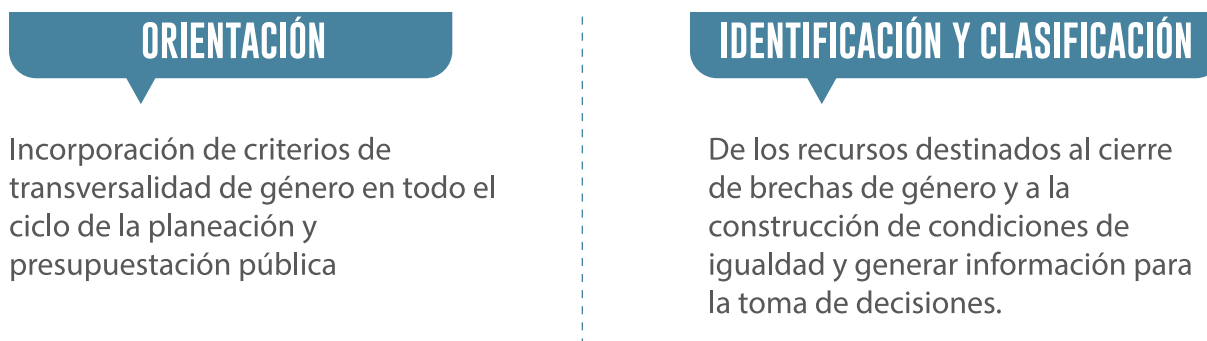 ORIENTACIÓN
Incorporación de criterios de
transversalidad de género en todo el
ciclo de la planeación y
presupuestación pública
IDENTIFICACIÓN Y CLASIFICACIÓN
De los recursos destinados al cierre
de brechas de género y a la
construcción de condiciones de
igualdad y generar información para
la toma de decisiones.